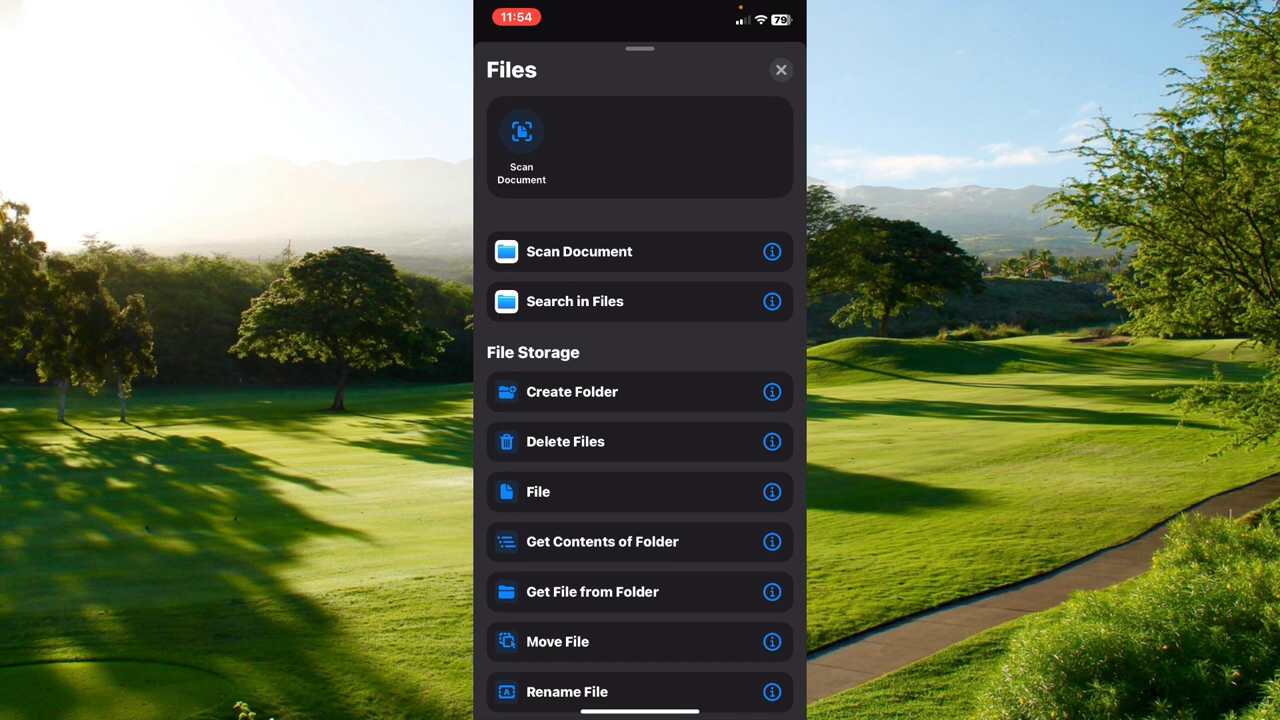 11:54
79
Files
Scan
Document
Scan Document
Search in Files
File Storage
Create Folder
Delete Files
File
Get Contents of Folder
Get File from Folder
Move File
Rename File